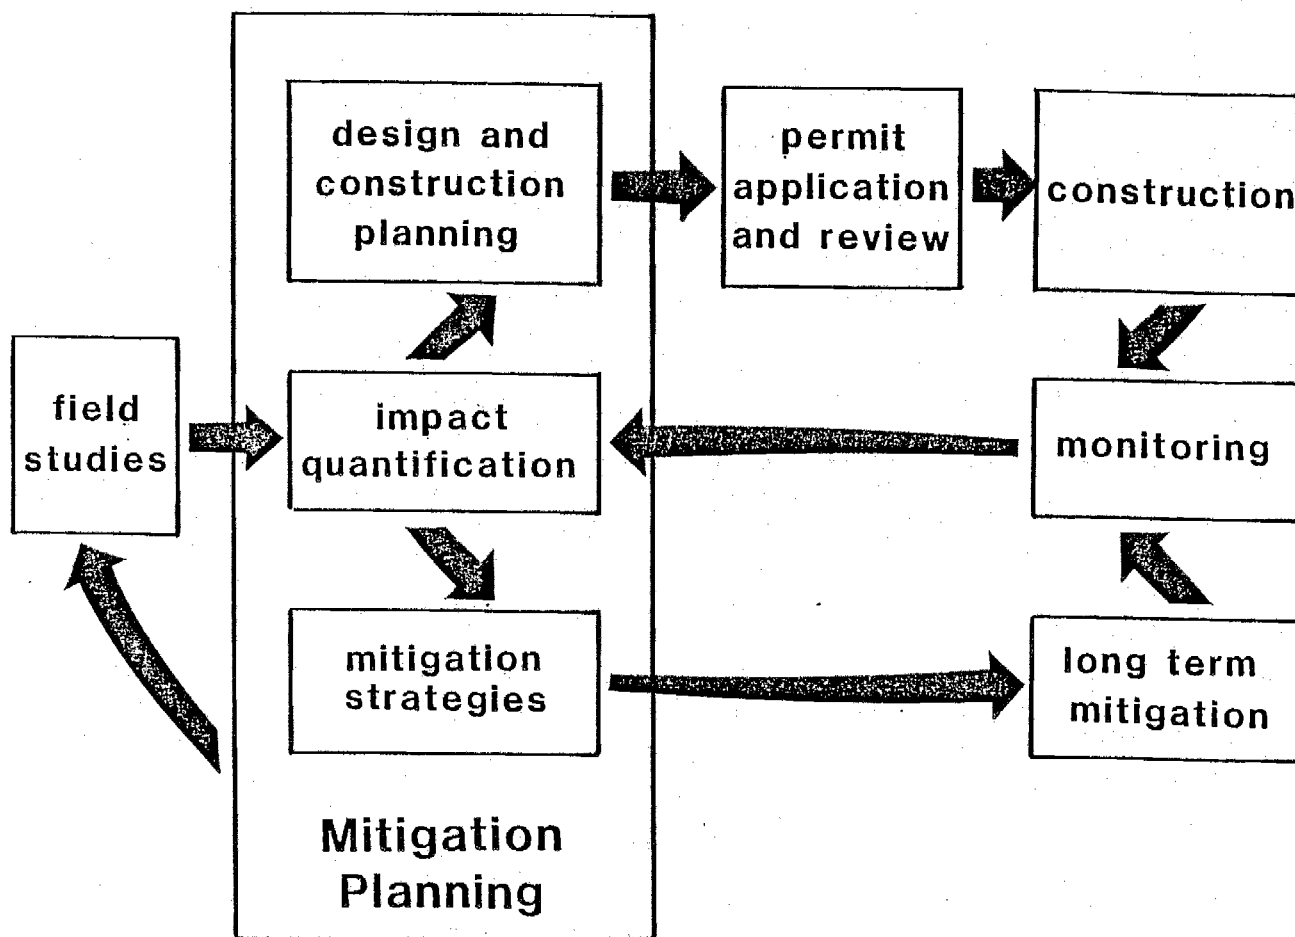 design and
construction
planning
permit
application
and review
construction
field
studies
impact
quantification
monitoring
mitigation
strategies
long term
mitigation
Mitigation
Planning